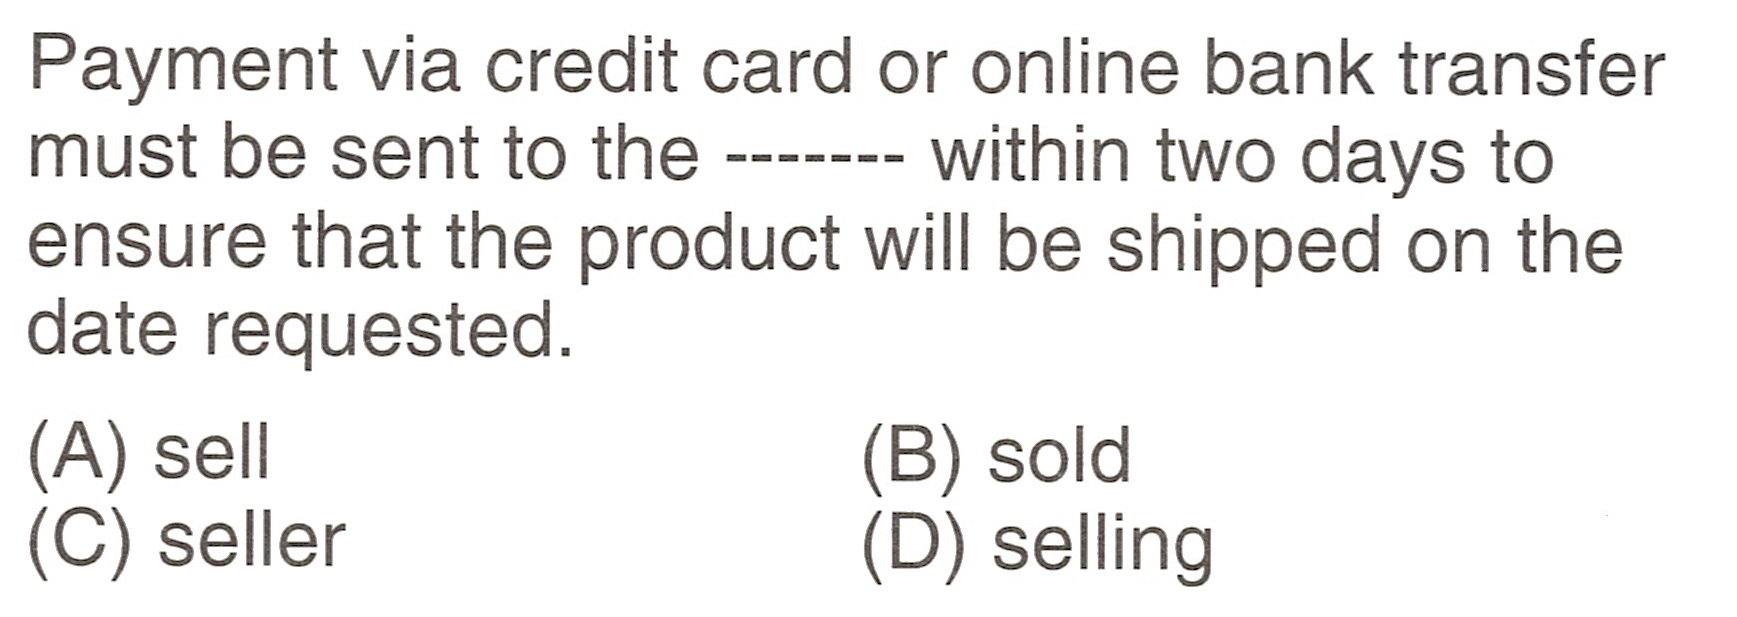 Payment via credit card or online bank transfer
must be sent to the ------- within two days to
ensure that the product will be shipped on the
date requested.
(A) sell (B) sold
(C) seller (D) selling